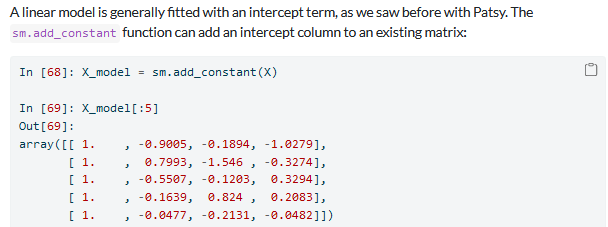 A linear model is generally fitted with an intercept term, as we saw before with Patsy. The
sm.add_constant function can add an intercept column to an existing matrix:
In [68]: X_model = sm.add_constant(X)
In [69]: X_model[:5]
Out[69]:
array([[ 1.    , -0.9005, -0.1894, -1.0279],
       [ 1.    ,  0.7993, -1.546 , -0.3274],
       [ 1.    , -0.5507, -0.1203,  0.3294],
       [ 1.    , -0.1639,  0.824 ,  0.2083],
       [ 1.    , -0.0477, -0.2131, -0.0482]])